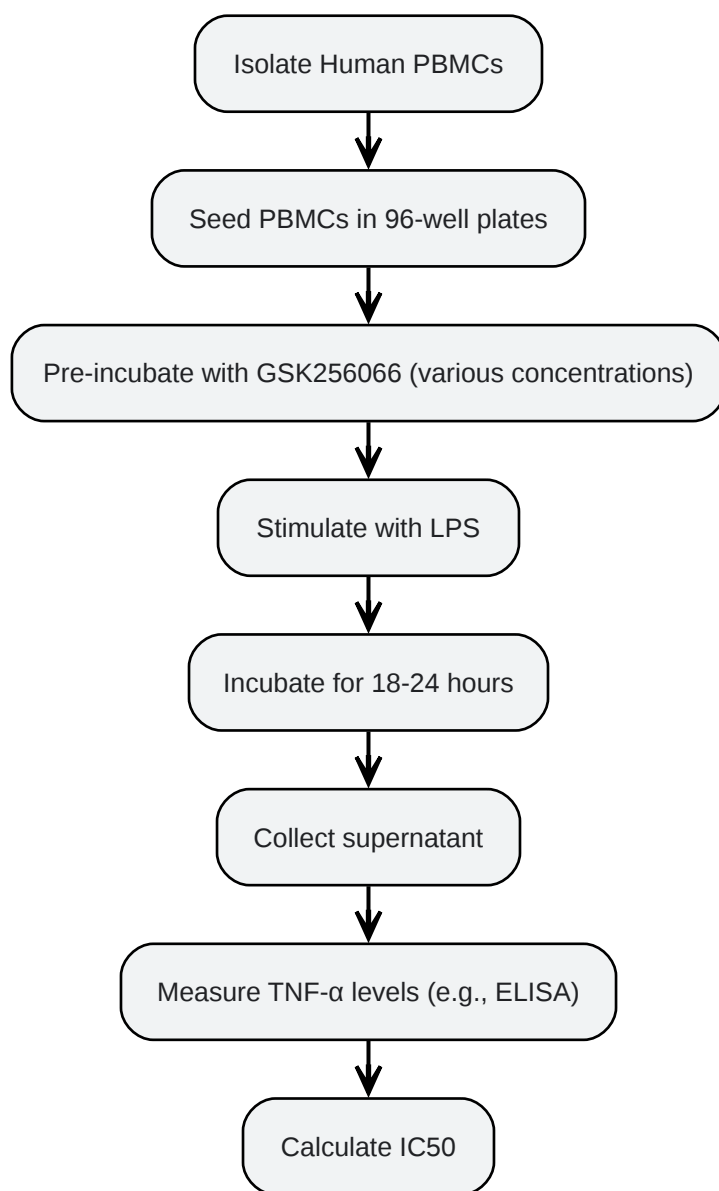 Isolate Human PBMCs
Seed PBMCs in 96-well plates
Pre-incubate with GSK256066 (various concentrations)
Stimulate with LPS
Incubate for 18-24 hours
Collect supernatant
Measure TNF-α levels (e.g., ELISA)
Calculate IC50